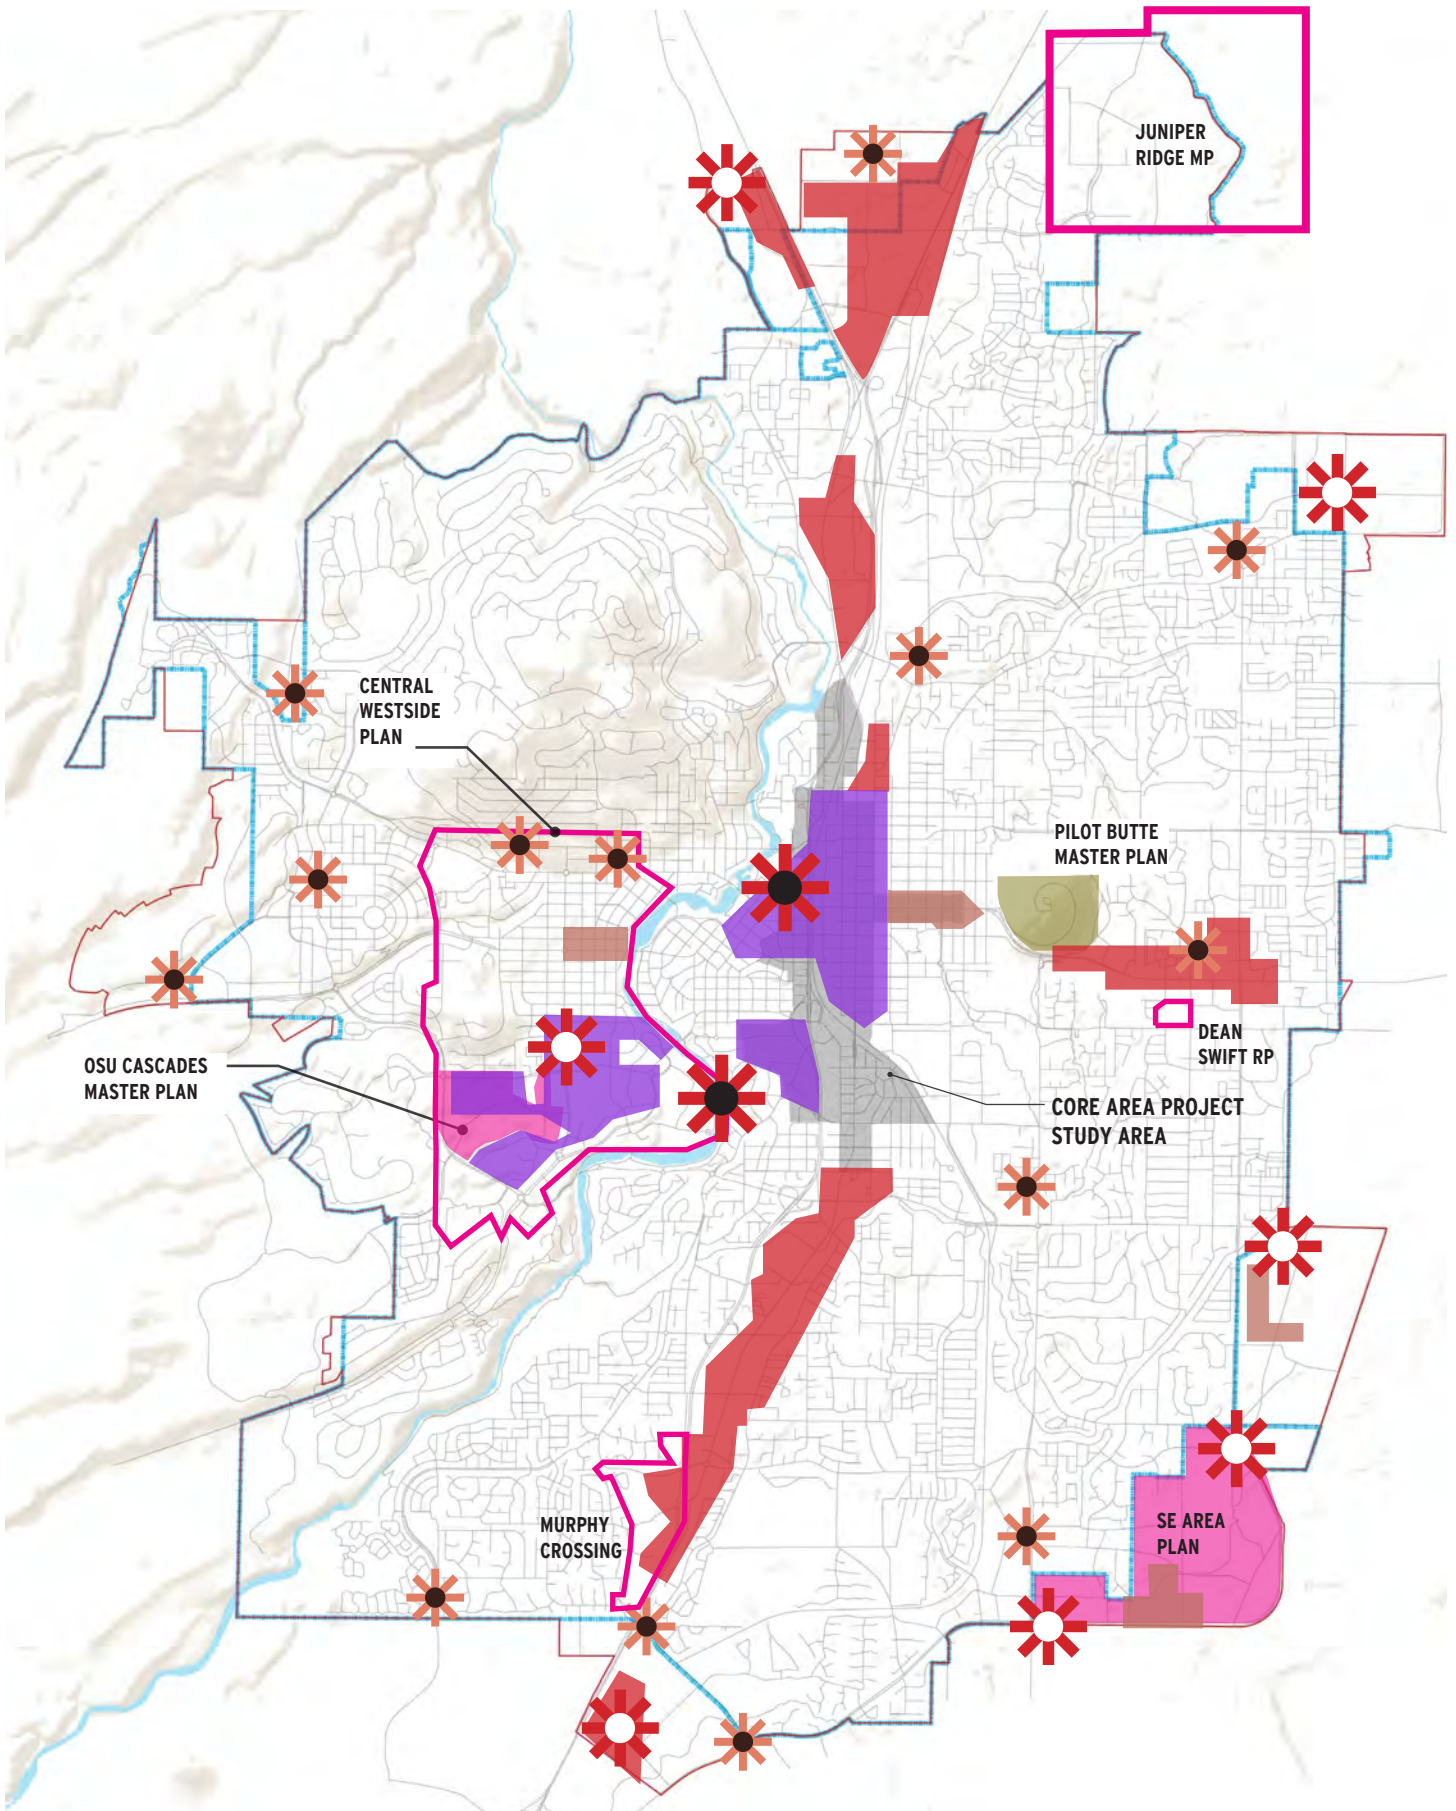 JUNIPER
RIDGE MP
CENTRAL
WESTSIDE
PLAN
PILOT BUTTE
MASTER PLAN
DEAN
SWIFT RP
OSU CASCADES
MASTER PLAN
CORE AREA PROJECT
STUDY AREA
MURPHY
CROSSING
SE AREA
PLAN